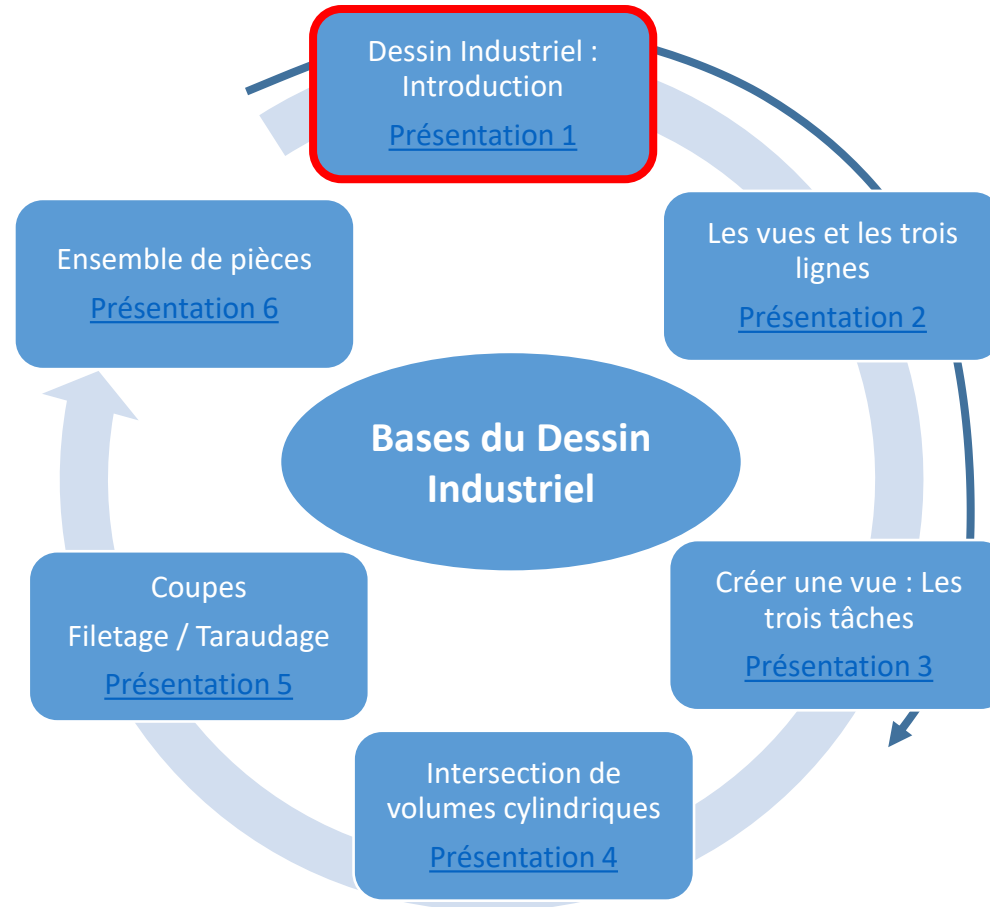 Dessin Industriel :
Introduction
Présentation 1
Les vues et les trois
lignes
Présentation 2
Créer une vue : Les
trois tâches
Présentation 3
Intersection de
volumes cylindriques
Présentation 4
Coupes
Filetage / Taraudage
Présentation 5
Ensemble de pièces
Présentation 6
Bases du Dessin
Industriel